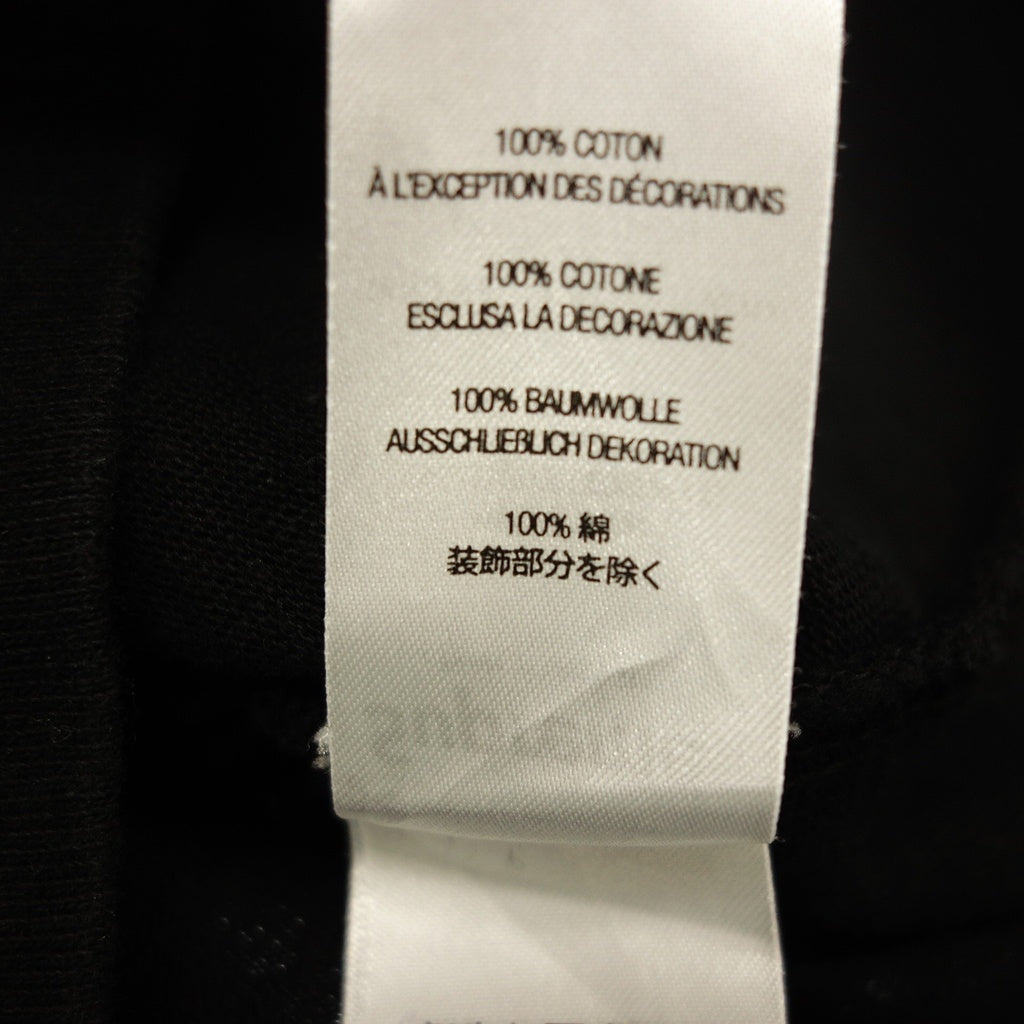 100% COTON
À L'EXCEPTION DES DÉCORATIONS
100% COTONE
ESCLUSA LA DECORAZIONE
100% BAUMWOLLE
AUSSCHLIEßLICH DEKORATION
100% 綿
装飾部分を除く